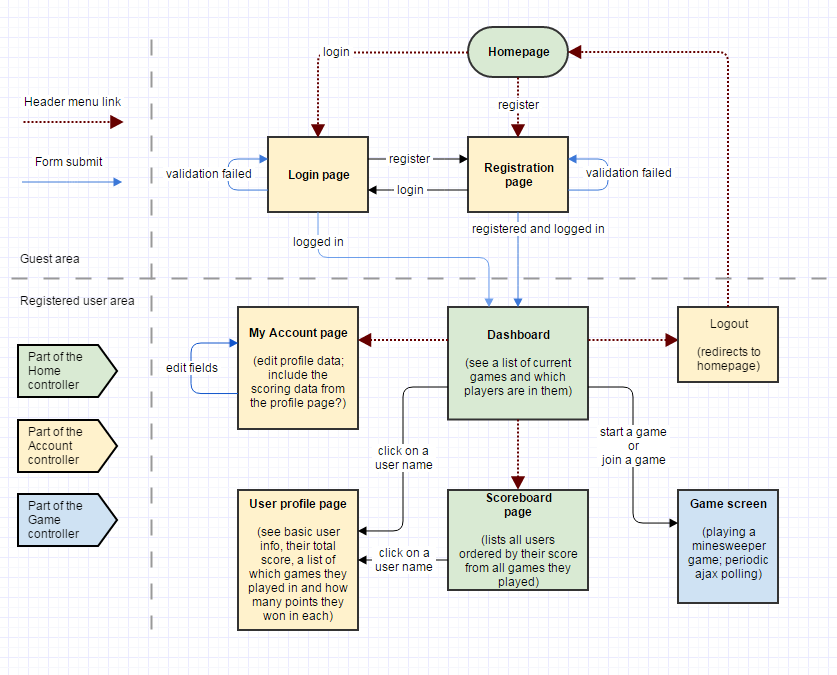 Homepage
login
Header menu link
register
Form submit
validation failed
Login page
register
login
Registration
page
validation failed
registered and logged in
logged in
Guest area
Registered user area
My Account page
(edit profile data;
include the
scoring data from
the profile page?)
edit fields
Dashboard
(see a list of current
games and which
players are in them)
Logout
(redirects to
homepage)
Part of the
Home
controller
Part of the
Account
controller
Part of the
Game
controller
click on a
user name
start a game
or
join a game
User profile page
(see basic user
info, their total
score, a list of
which games they
played in and how
many points they
won in each)
click on a
user name
Scoreboard
page
(lists all users
ordered by their score
from all games they
played)
Game screen
(playing a
minesweeper
game; periodic
ajax polling)